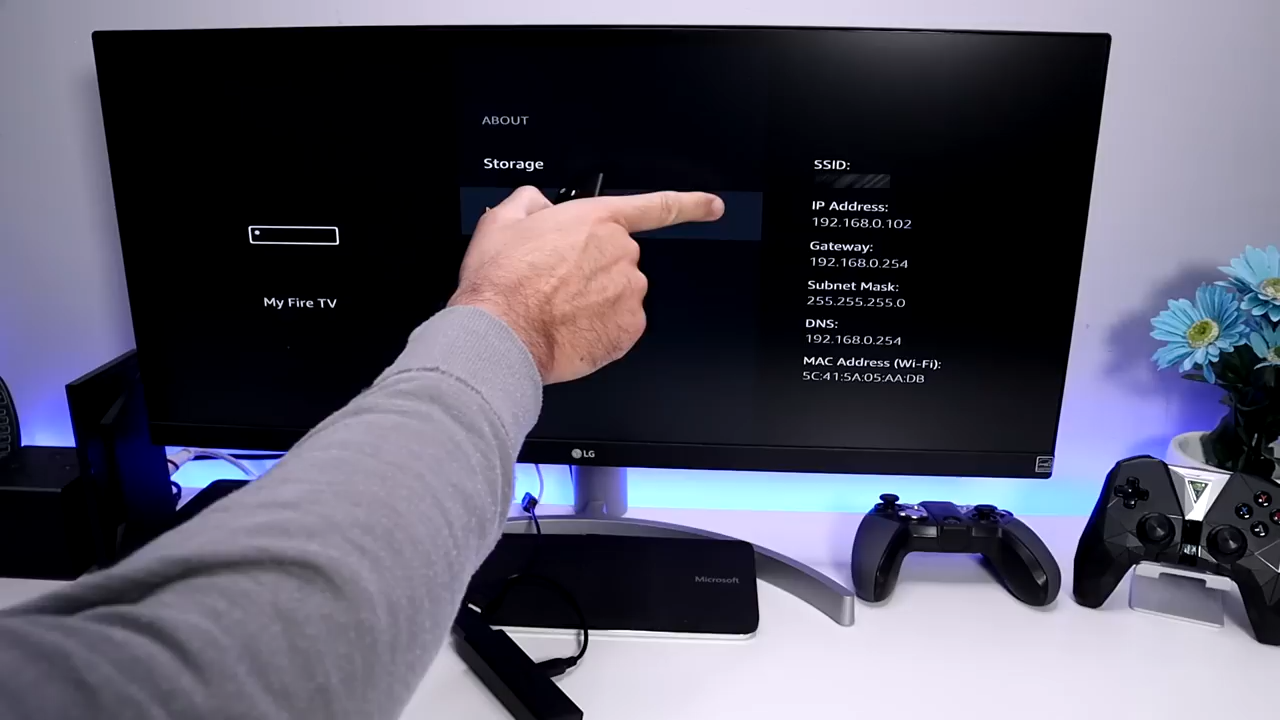 ABOUT
Storage
My Fire TV
SSID:
IP Address:
192.168.0.102
Gateway:
192.168.0.254
Subnet Mask:
255.255.255.0
DNS:
192.168.0.254
MAC Address (Wi-Fi):
5C:41:5A:05:AA:DB
LG
Microsoft